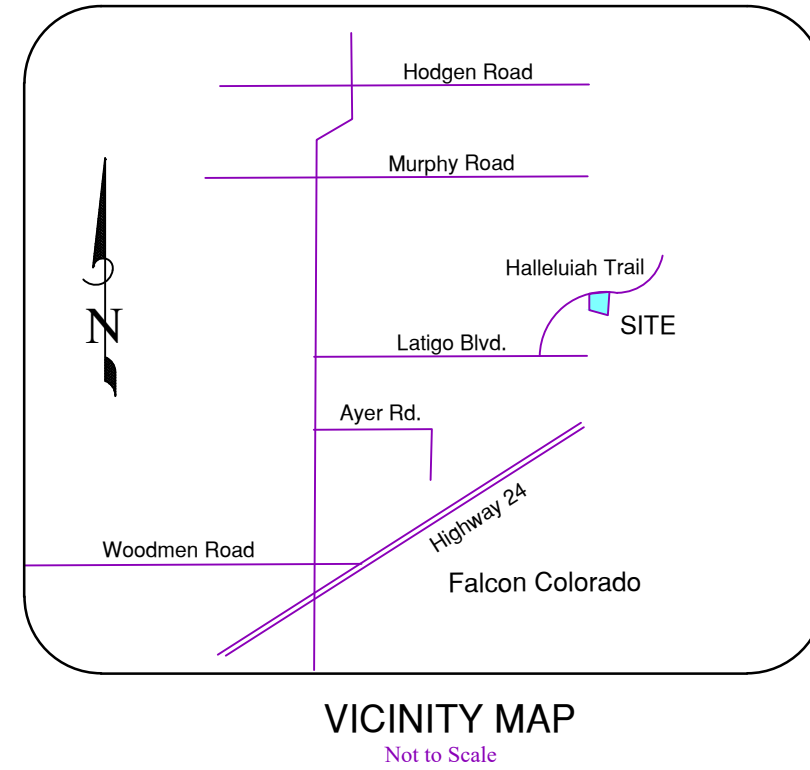 Hodgen Road
Murphy Road
Halleluiah Trail
N
SITE
Latigo Blvd.
Ayer Rd.
Highway 24
Woodmen Road
Falcon Colorado
VICINITY MAP
Not to Scale